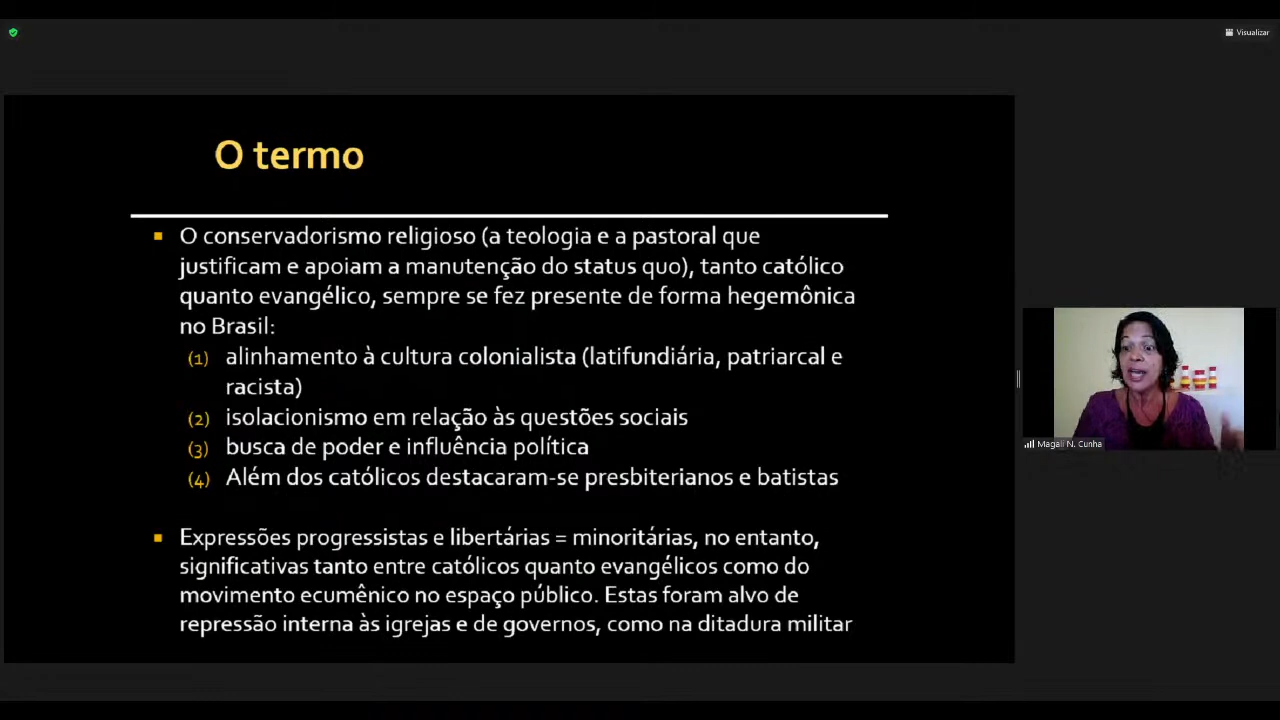 Visualizar
O termo
O conservadorismo religioso (a teologia e a pastoral que
justificam e apoiam a manutenção do status quo), tanto católico
quanto evangélico, sempre se fez presente de forma hegemônica
no Brasil:
(1) alinhamento à cultura colonialista (latifundiária, patriarcal e
racista)
(2) isolacionismo em relação às questões sociais
(3) busca de poder e influência política
(4) Além dos católicos destacaram-se presbiterianos e batistas
Expressões progressistas e libertárias = minoritárias, no entanto,
significativas tanto entre católicos quanto evangélicos como do
movimento ecumênico no espaço público. Estas foram alvo de
repressão interna às igrejas e de governos, como na ditadura militar
Magali N. Cunha